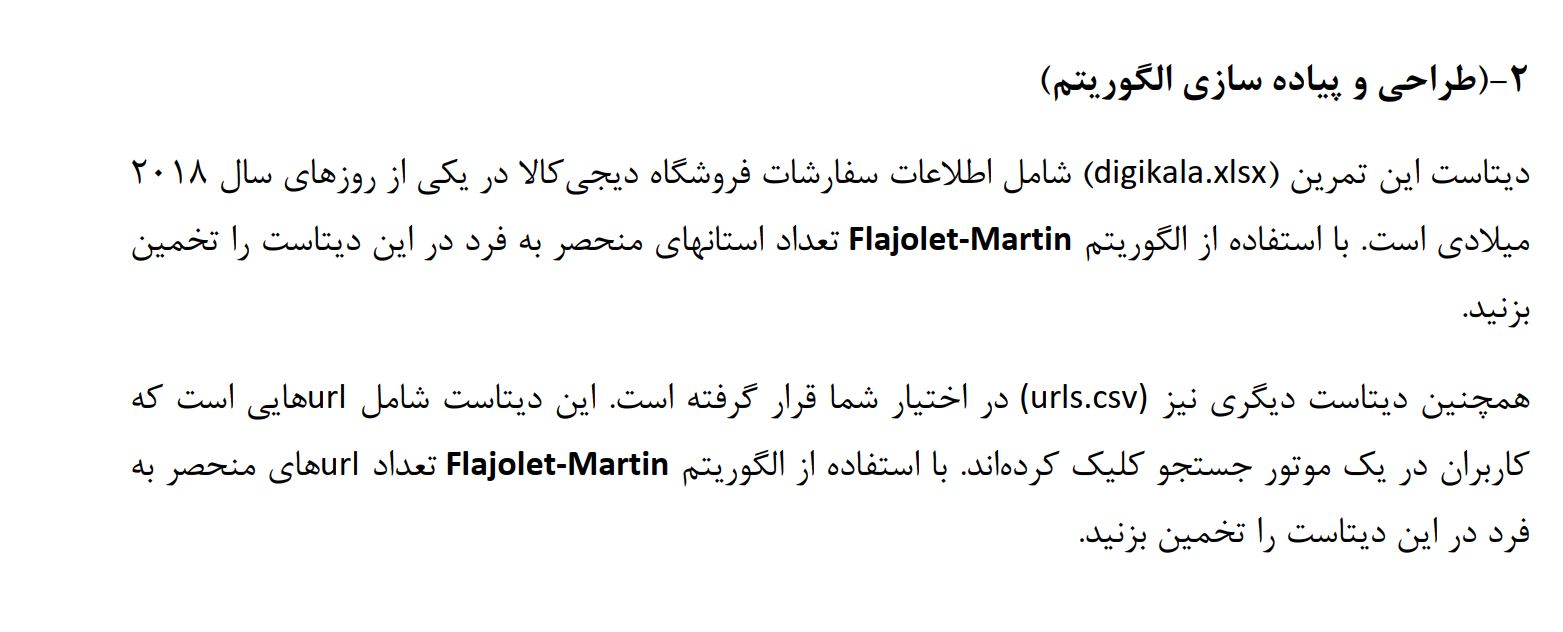 ۲-(طراحی و پیاده سازی الگوریتم)
دیتاست این تمرین (digikala.xlsx) شامل اطلاعات سفارشات فروشگاه دیجی‌کالا در یکی از روزهای سال ۲۰۱۸
میلادی است. با استفاده از الگوریتم Flajolet-Martin تعداد استانهای منحصر به فرد در این دیتاست را تخمین
بزنید.
همچنین دیتاست دیگری نیز (urls.csv) در اختیار شما قرار گرفته است. این دیتاست شامل urlهایی است که
کاربران در یک موتور جستجو کلیک کرده‌اند. با استفاده از الگوریتم Flajolet-Martin تعداد urlهای منحصر به
فرد در این دیتاست را تخمین بزنید.